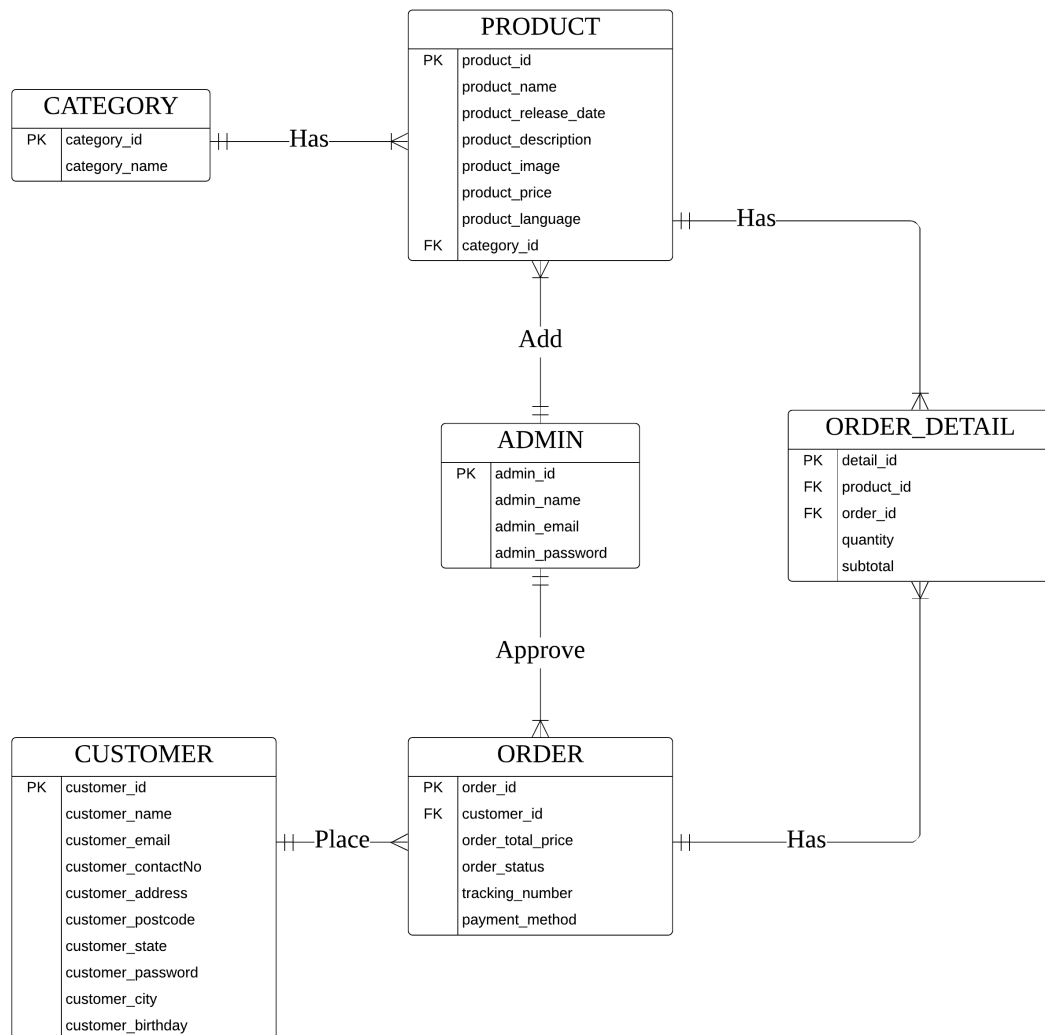 PRODUCT
PK product_id
product_name
product_release_date
product_description
product_image
product_price
product_language
FK category_id
CATEGORY
PK category_id
category_name
Has
Has
Add
ADMIN
PK admin_id
admin_name
admin_email
admin_password
ORDER_DETAIL
PK detail_id
FK product_id
FK order_id
quantity
subtotal
Approve
CUSTOMER
PK customer_id
customer_name
customer_email
customer_contactNo
customer_address
customer_postcode
customer_state
customer_password
customer_city
customer_birthday
Place
ORDER
PK order_id
FK customer_id
order_total_price
order_status
tracking_number
payment_method
Has